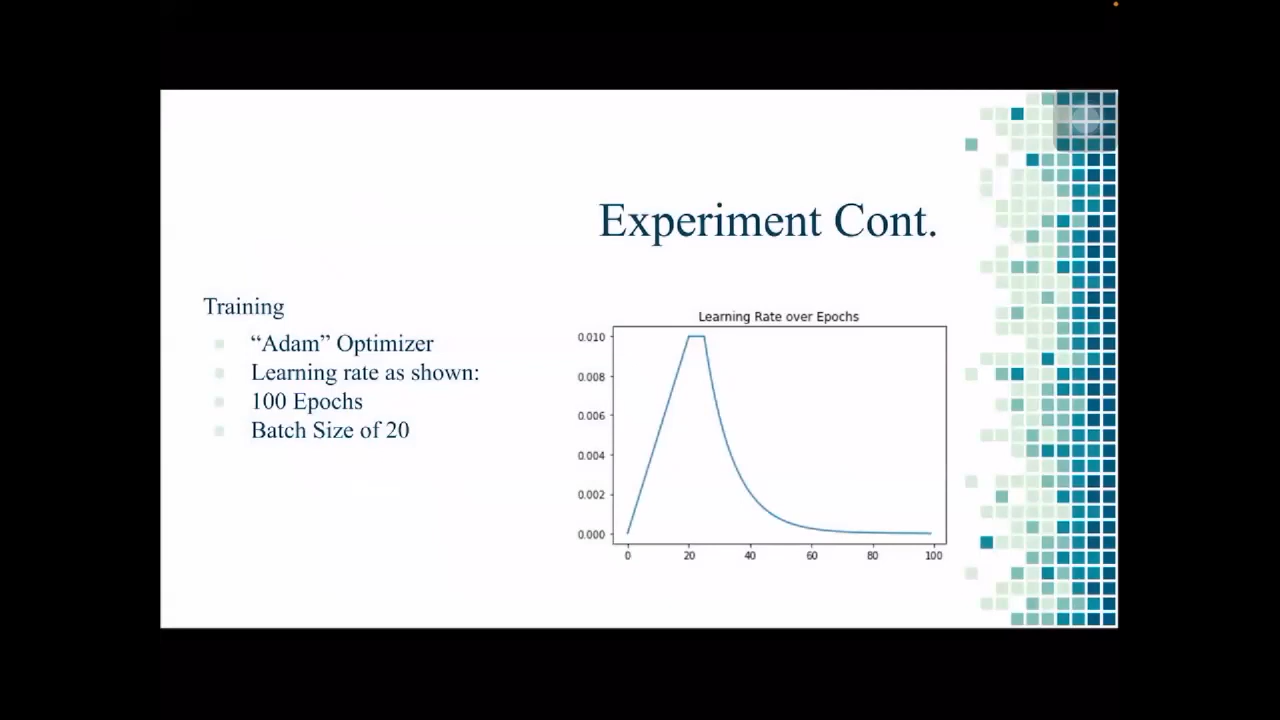 Experiment Cont.
Training
“Adam” Optimizer
Learning rate as shown:
100 Epochs
Batch Size of 20
Learning Rate over Epochs
0.010
0.008
0.006
0.004
0.002
0.000
0 20 40 60 80 100